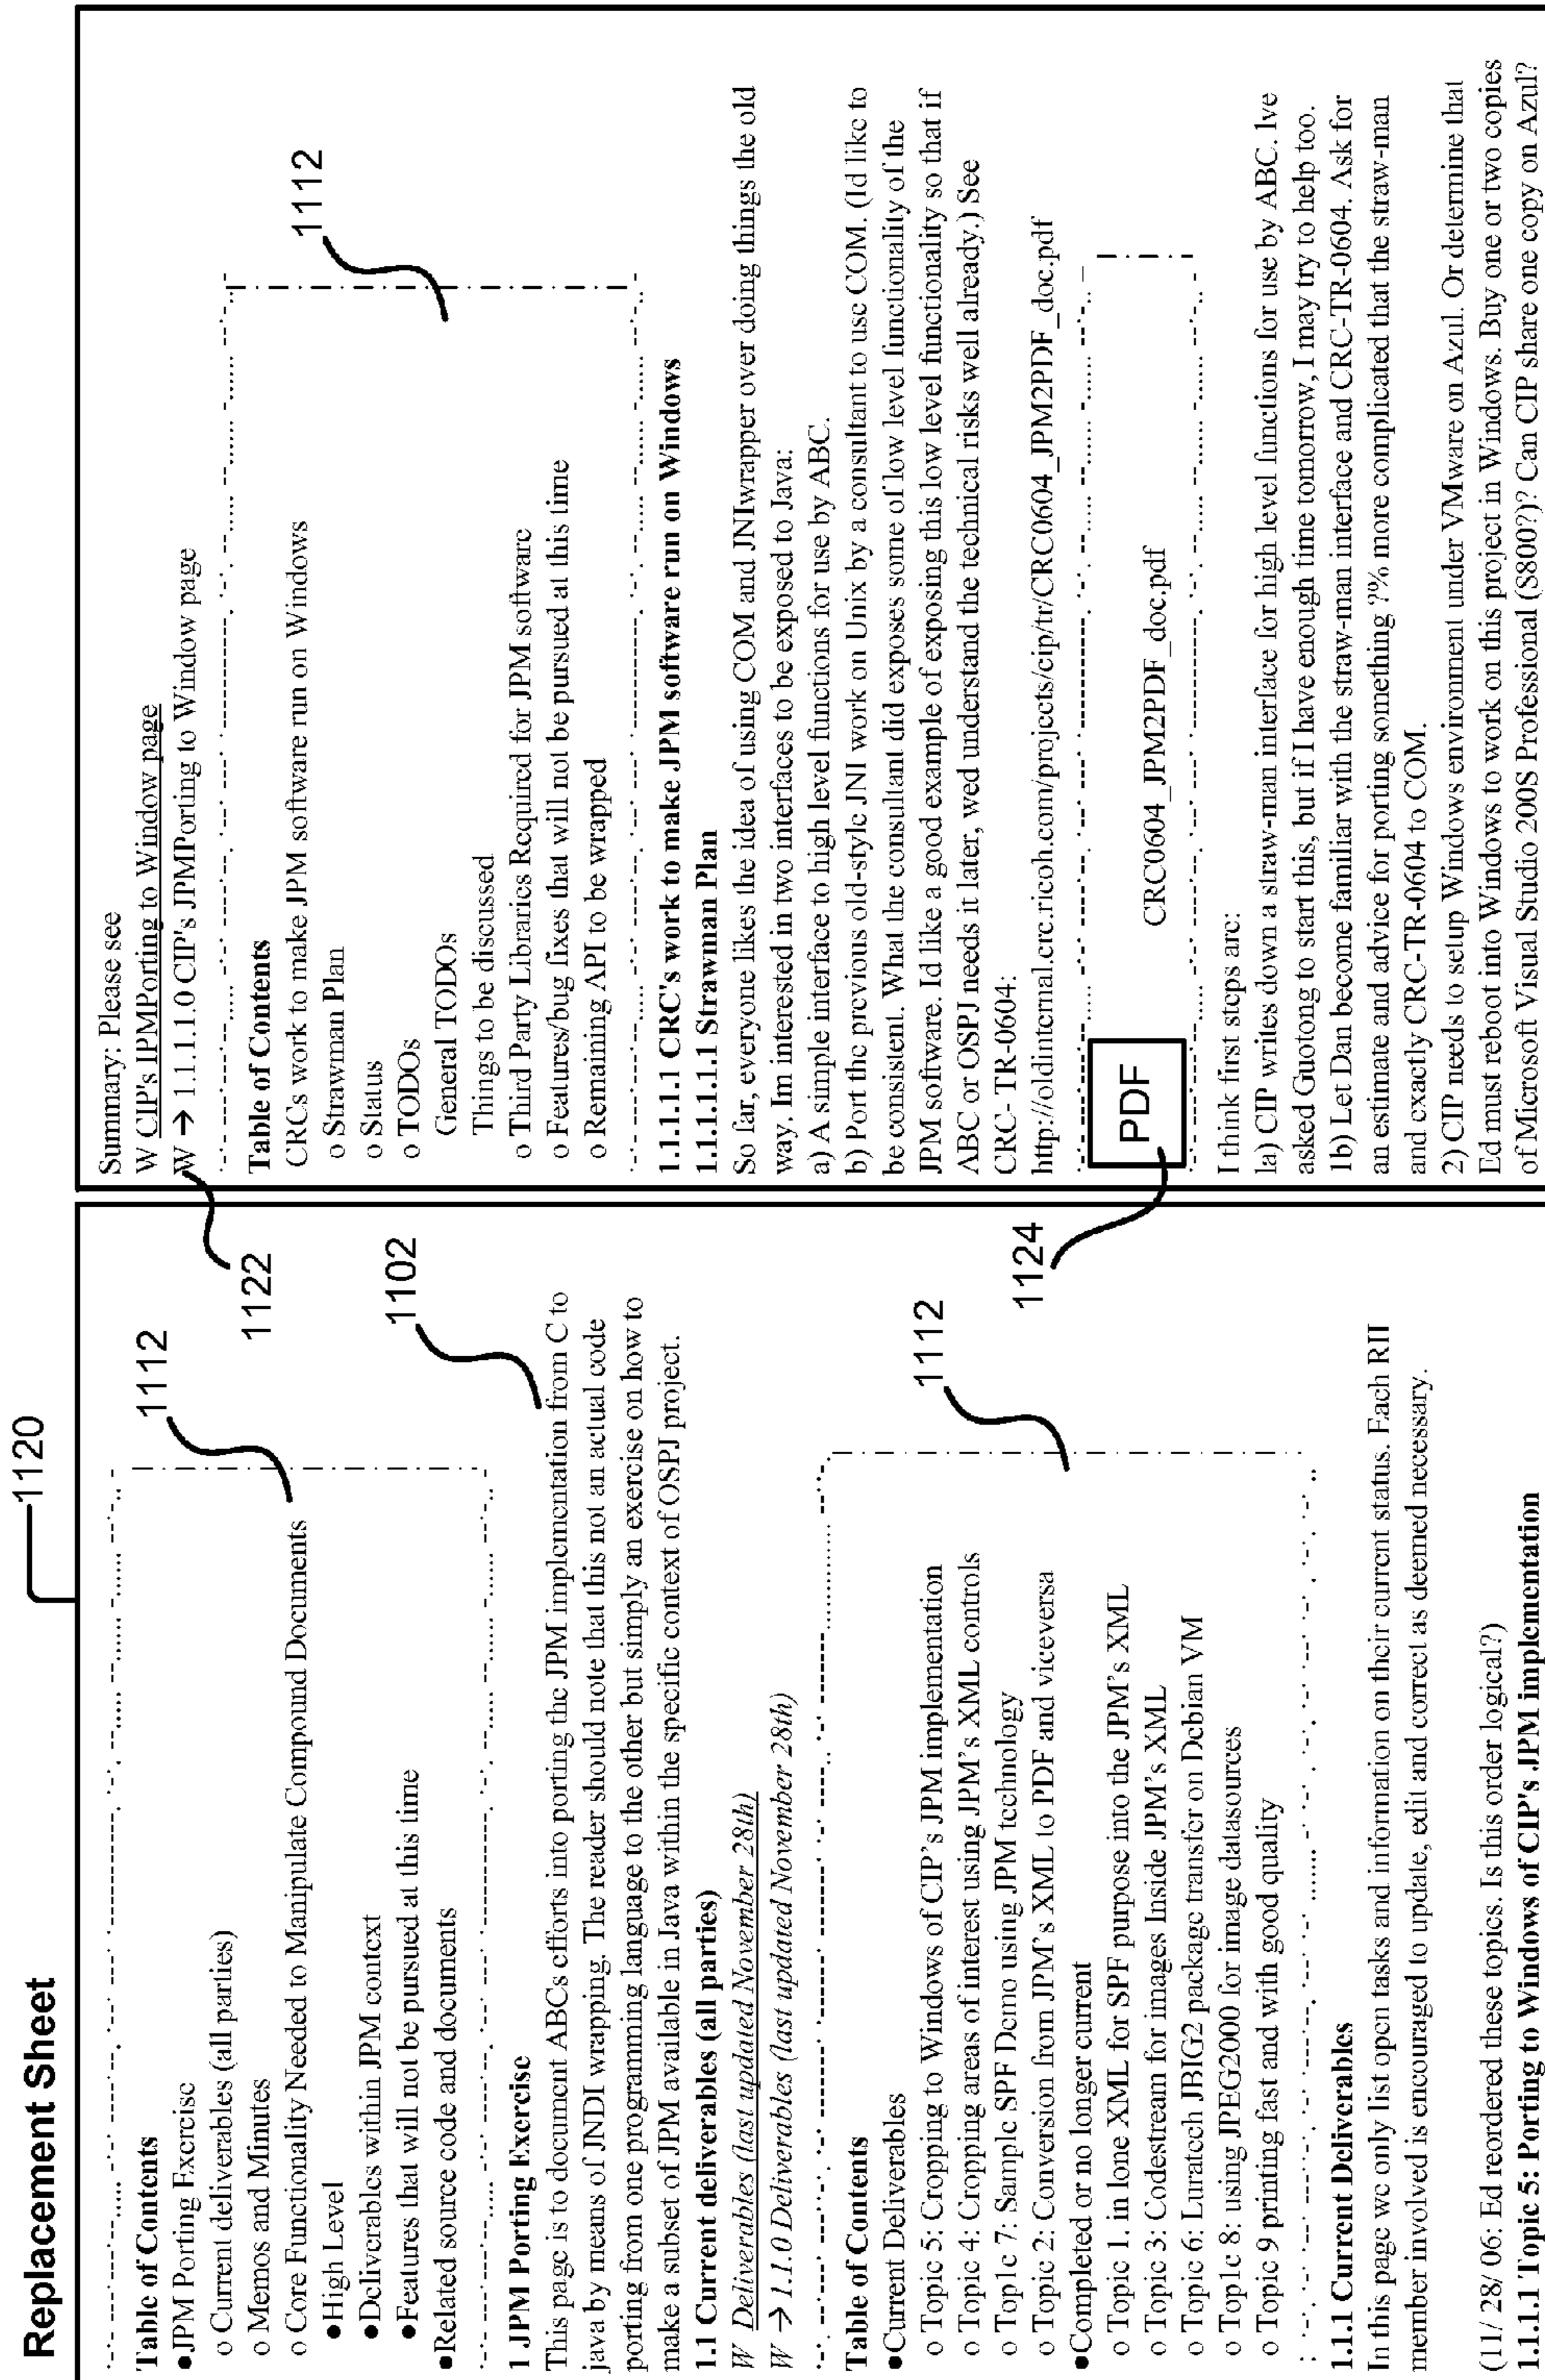 Replacement Sheet
1120
Table of Contents
●JPM Porting Exercise
o Current deliverables (all parties)
o Memos and Minutes
o Core Functionality Needed to Manipulate Compound Documents
●High Level
●Deliverables within JPM context
●Features that will not be pursued at this time
●Related source code and documents
1112
1 JPM Porting Exercise
This page is to document ABCs efforts into porting the JPM implementation from C to
java by means of JNDI wrapping. The reader should note that this not an actual code
porting from one programming language to the other but simply an exercise on how to
make a subset of JPM available in Java within the specific context of OSPJ project.
1102
1.1 Current deliverables (all parties)
W Deliverables (last updated November 28th)
W → 1.1.0 Deliverables (last updated November 28th)
Table of Contents
●Current Deliverables
o Topic 5: Cropping to Windows of CIP's JPM implementation
o Topic 4: Cropping areas of interest using JPM's XML controls
o Topic 7: Sample SPF Demo using JPM technology
o Topic 2: Conversion from JPM's XML to PDF and viceversa
●Completed or no longer current
o Topic 1. in lone XML for SPF purpose into the JPM's XML
o Topic 3: Codestream for images Inside JPM's XML
o Topic 6: Luratech JBIG2 package transfer on Debian VM
o Topic 8: using JPEG2000 for image datasources
o Topic 9 printing fast and with good quality
1112
1.1.1 Current Deliverables
In this page we only list open tasks and information on their current status. Each RII
member involved is encouraged to update, edit and correct as deemed necessary.
(11/ 28/ 06: Ed reordered these topics. Is this order logical?)
1.1.1.1 Topic 5: Porting to Windows of CIP's JPM implementation
Summary: Please see
W CIP's IPMPorting to Window page
W → 1.1.1.1.0 CIP's JPMPorting to Window page
1122
Table of Contents
CRCs work to make JPM software run on Windows
o Strawman Plan
o Status
o TODOs
General TODOs
Things to be discussed
o Third Party Libraries Required for JPM software
o Features/bug fixes that will not be pursued at this time
o Remaining API to be wrapped
1112
1.1.1.1.1 CRC's work to make JPM software run on Windows
1.1.1.1.1.1 Strawman Plan
So far, everyone likes the idea of using COM and JNIwrapper over doing things the old
way. Im interested in two interfaces to be exposed to Java:
a) A simple interface to high level functions for use by ABC.
b) Port the previous old-style JNI work on Unix by a consultant to use COM. (Id like to
be consistent. What the consultant did exposes some of low level functionality of the
JPM software. Id like a good example of exposing this low level functionality so that if
ABC or OSPJ needs it later, wed understand the technical risks well already.) See
CRC- TR-0604:
http://oldinternal.crc.ricoh.com/projects/cip/tr/CRC0604_JPM2PDF_doc.pdf
PDF
CRC0604_JPM2PDF_doc.pdf
1124
I think first steps are:
la) CIP writes down a straw-man interface for high level functions for use by ABC. Ive
asked Guotong to start this, but if I have enough time tomorrow, I may try to help too.
1b) Let Dan become familiar with the straw-man interface and CRC-TR-0604. Ask for
an estimate and advice for porting something ?% more complicated that the straw-man
and exactly CRC-TR-0604 to COM.
2) CIP needs to setup Windows environment under VMware on Azul. Or determine that
Ed must reboot into Windows to work on this project in Windows. Buy one or two copies
of Microsoft Visual Studio 200S Professional (S800?)? Can CIP share one copy on Azul?